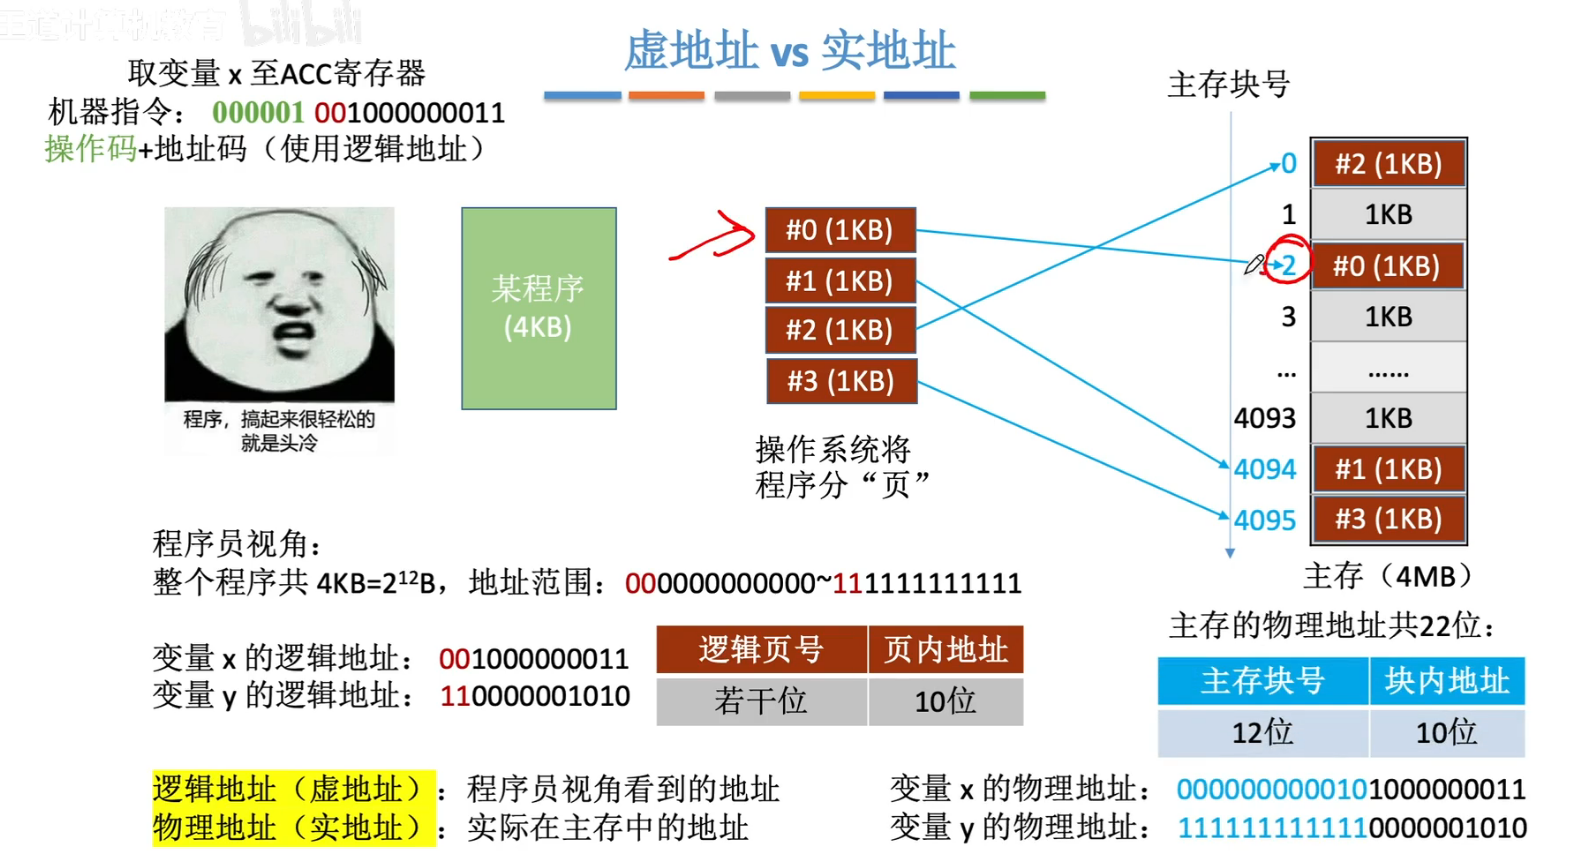 王道计算机教育 bilibili
虚地址 vs 实地址
取变量 x 至ACC寄存器
机器指令： 000001 001000000011
操作码+地址码（使用逻辑地址）
程序，搞起来很轻松的
就是头冷
某程序
(4KB)
#0 (1KB)
#1 (1KB)
#2 (1KB)
#3 (1KB)
操作系统将
程序分“页”
主存块号
0 #2 (1KB)
1 1KB
2 #0 (1KB)
3 1KB
... ......
4093 1KB
4094 #1 (1KB)
4095 #3 (1KB)
主存（4MB）
程序员视角：
整个程序共 4KB=2¹²B，地址范围：000000000000~111111111111
变量 x 的逻辑地址： 001000000011
变量 y 的逻辑地址： 110000001010
逻辑页号 页内地址
若干位 10位
主存的物理地址共22位：
主存块号 块内地址
12位 10位
逻辑地址（虚地址）：程序员视角看到的地址
物理地址（实地址）：实际在主存中的地址
变量 x 的物理地址： 0000000000101000000011
变量 y 的物理地址： 1111111111110000001010